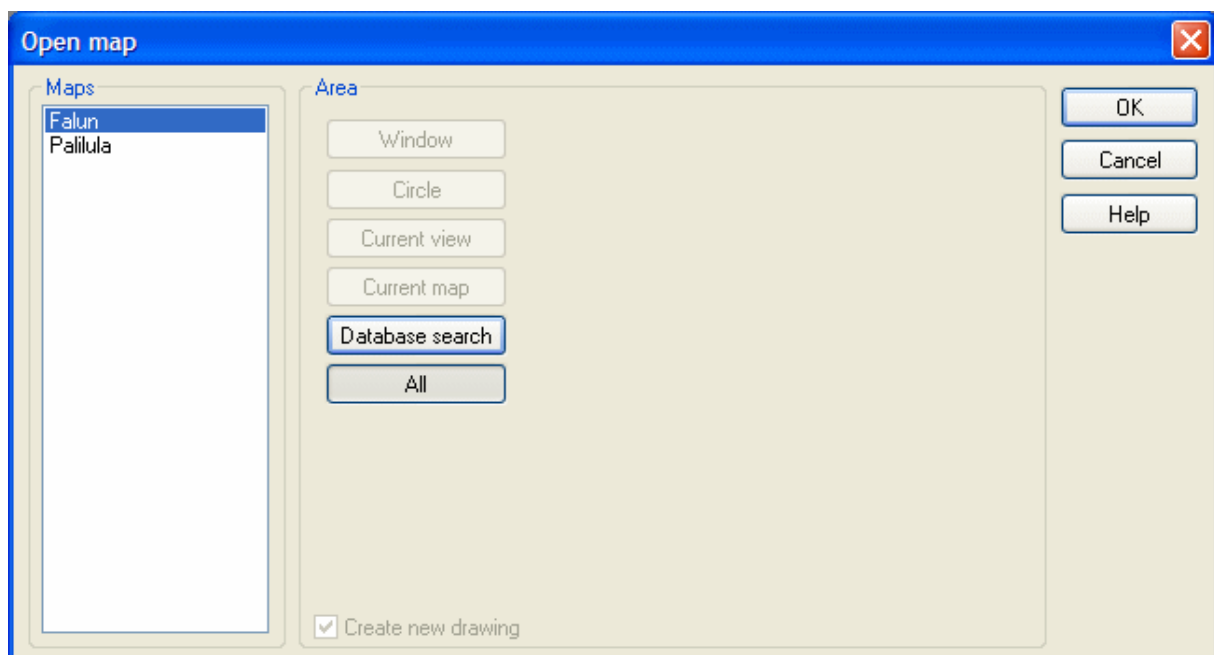 Open map
Maps
Falun
Palilula
Area
Window
Circle
Current view
Current map
Database search
All
Create new drawing
OK
Cancel
Help